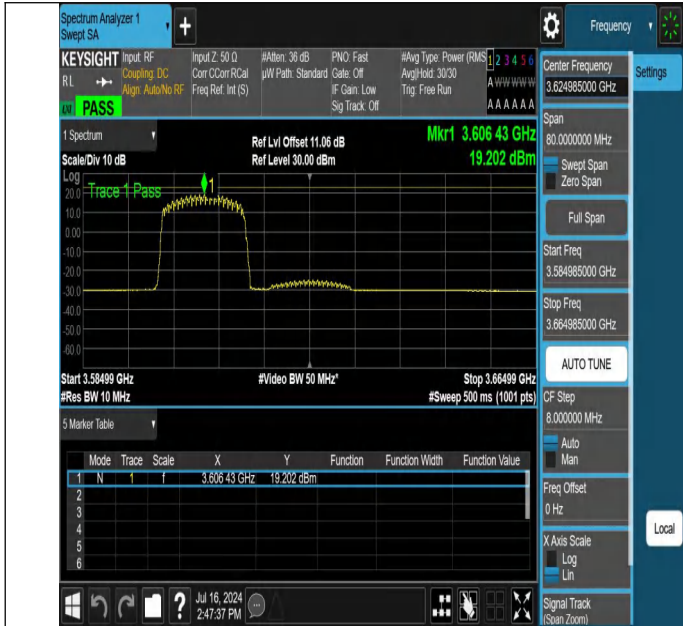 Spectrum Analyzer 1
Swept SA
+
Frequency
KEYSIGHT
Input: RF
Coupling: DC
Align: Auto/No RF
Input Z: 50 Ω
Corr CCorr RCal
Freq Ref: Int (S)
#Atten: 36 dB
µW Path: Standard
PNO: Fast
Gate: Off
IF Gain: Low
Sig Track: Off
#Avg Type: Power (RMS
Avg|Hold: 30/30
Trig: Free Run
1 2 3 4 5 6
A W W W W W
A A A A A A
RL
PASS
Center Frequency
3.624985000 GHz
Settings
Span
80.0000000 MHz
Swept Span
Zero Span
Full Span
Start Freq
3.584985000 GHz
Stop Freq
3.664985000 GHz
AUTO TUNE
CF Step
8.000000 MHz
Auto
Man
Freq Offset
0 Hz
X Axis Scale
Log
Lin
Signal Track
(Span Zoom)
Local
1 Spectrum
Scale/Div 10 dB
Ref Lvl Offset 11.06 dB
Ref Level 30.00 dBm
Mkr1 3.606 43 GHz
19.202 dBm
Log
Trace 1 Pass
1
20.0
10.0
0.00
-10.0
-20.0
-30.0
-40.0
-50.0
-60.0
Start 3.58499 GHz
#Video BW 50 MHz*
Stop 3.66499 GHz
#Res BW 10 MHz
#Sweep 500 ms (1001 pts)
5 Marker Table
Mode Trace Scale X Y Function Function Width Function Value
1 N 1 f 3.606 43 GHz 19.202 dBm
2
3
4
5
6
?
Jul 16, 2024
2:47:37 PM